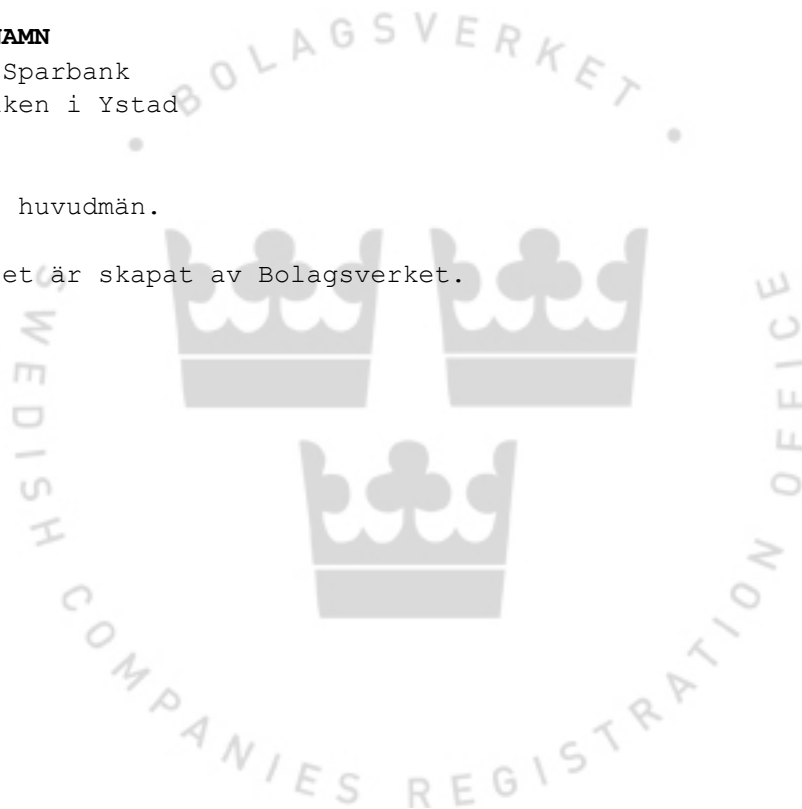 NAMN
Sparbank
ken i Ystad
huvudmän.
et är skapat av Bolagsverket.
BOLAGSVERKET
SWEDISH COMPANIES REGISTRATION OFFICE